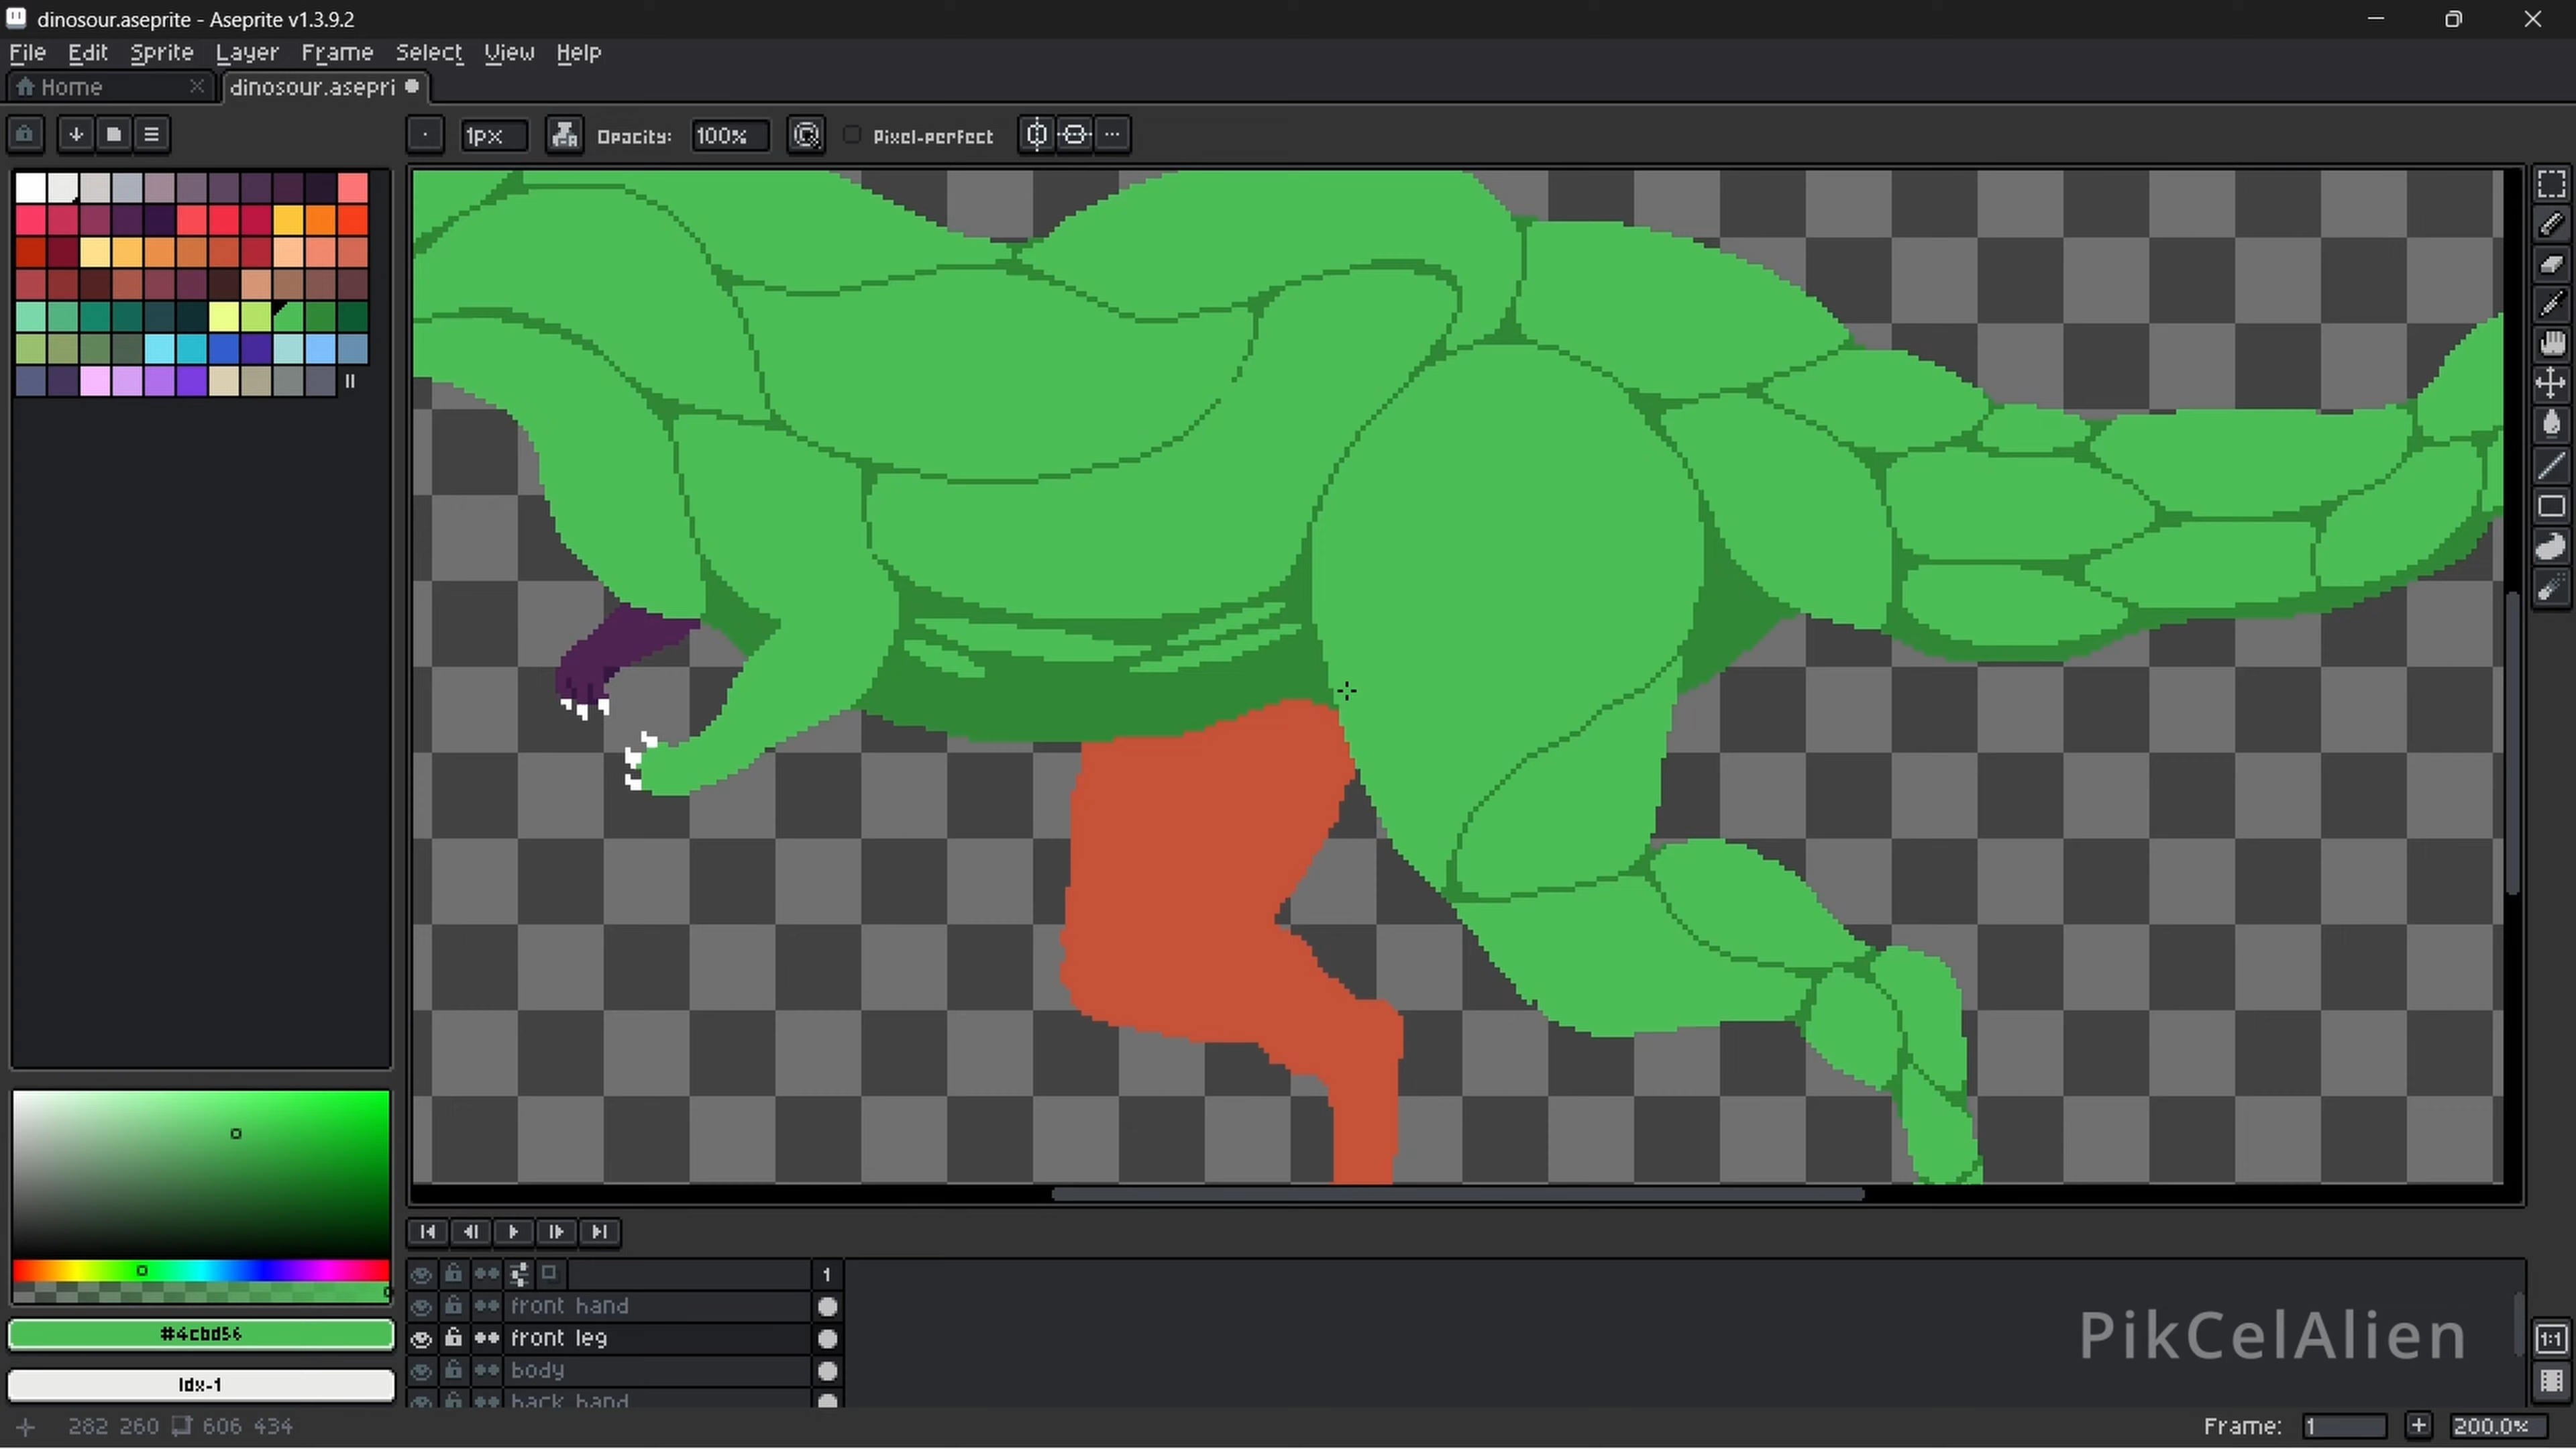 dinosour.aseprite - Aseprite v1.3.9.2
File Edit Sprite Layer Frame Select View Help
Home dinosour.asepri
1px Opacity: 100% Pixel-perfect
1
front hand
front leg
body
back hand
#4cbd56
Idx-1
PikCelAlien
1:1
282 260 606 434
Frame: 1 200.0%